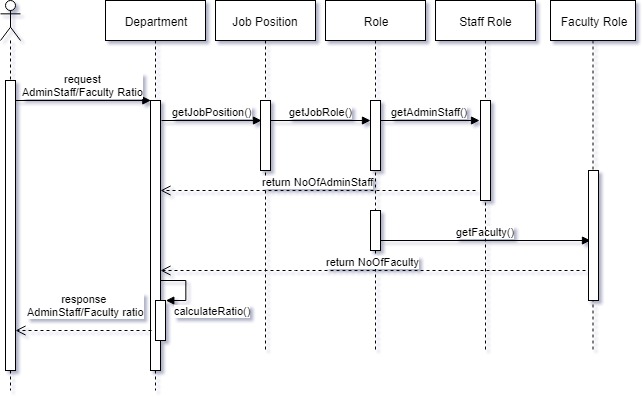 Department
Job Position
Role
Staff Role
Faculty Role
request
AdminStaff/Faculty Ratio
getJobPosition()
getJobRole()
getAdminStaff()
return NoOfAdminStaff
getFaculty()
return NoOfFaculty
response
AdminStaff/Faculty ratio
calculateRatio()